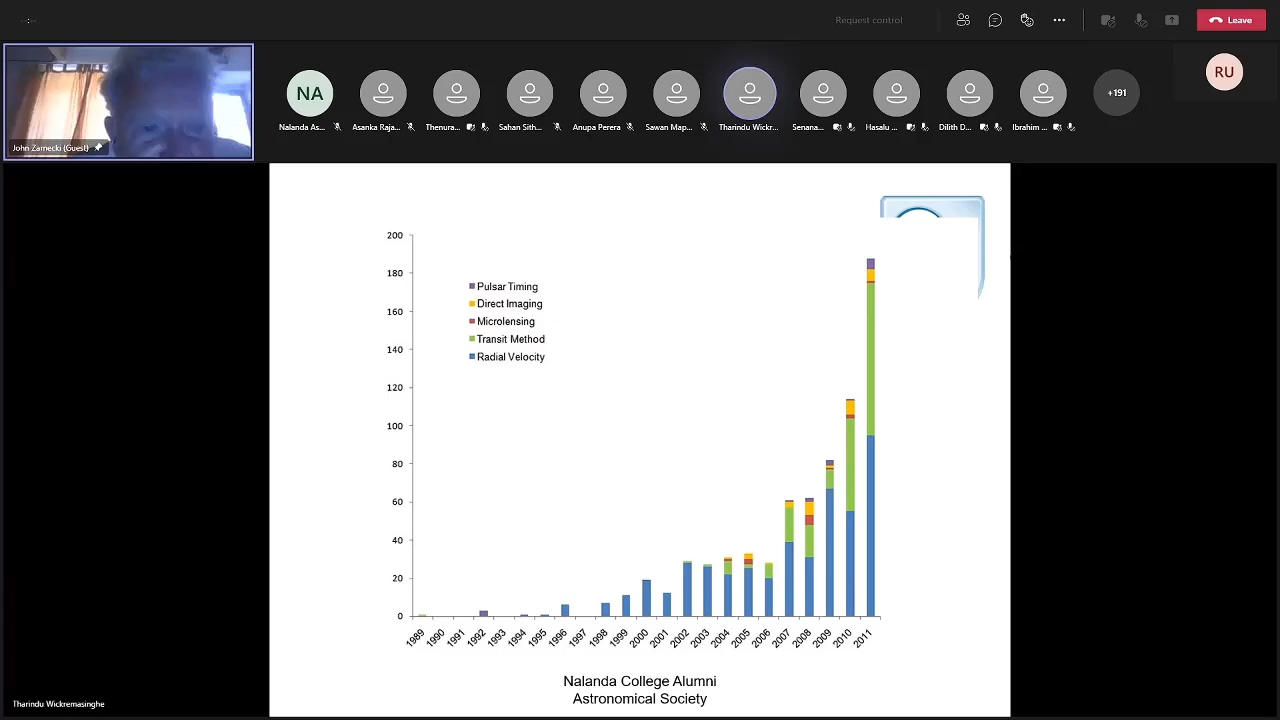 Request control
Leave
NA
RU
+191
Nalanda As...
Asanka Raja...
Thenura...
Sahan Sith...
Anupa Perera
Sawan Map...
Tharindu Wickr...
Senana...
Hasalu ...
Dilith D...
Ibrahim ...
John Zarnecki (Guest)
200
180
160
140
120
100
80
60
40
20
0
Pulsar Timing
Direct Imaging
Microlensing
Transit Method
Radial Velocity
1989
1990
1991
1992
1993
1994
1995
1996
1997
1998
1999
2000
2001
2002
2003
2004
2005
2006
2007
2008
2009
2010
2011
Nalanda College Alumni
Astronomical Society
Tharindu Wickremasinghe